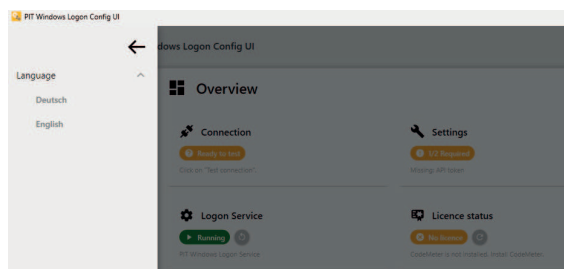 PIT Windows Logon Config UI
dows Logon Config UI
Language
Deutsch
English
Overview
Connection
Ready to test
Click on "Test connection".
Settings
1/2 Required
Missing: API token
Logon Service
Running
PIT Windows Logon Service
Licence status
No licence
CodeMeter is not installed. Install CodeMeter.